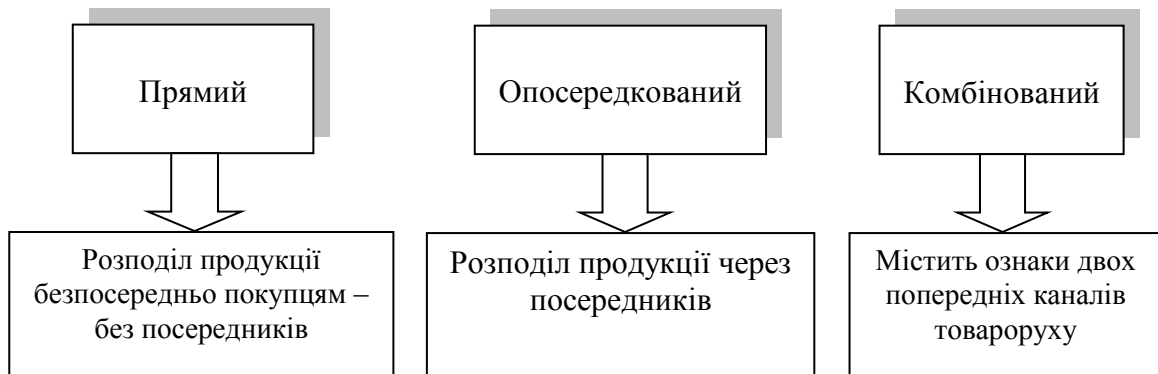 Прямий
Опосередкований
Комбінований
Розподіл продукції
безпосередньо покупцям –
без посередників
Розподіл продукції через
посередників
Містить ознаки двох
попередніх каналів
товароруху